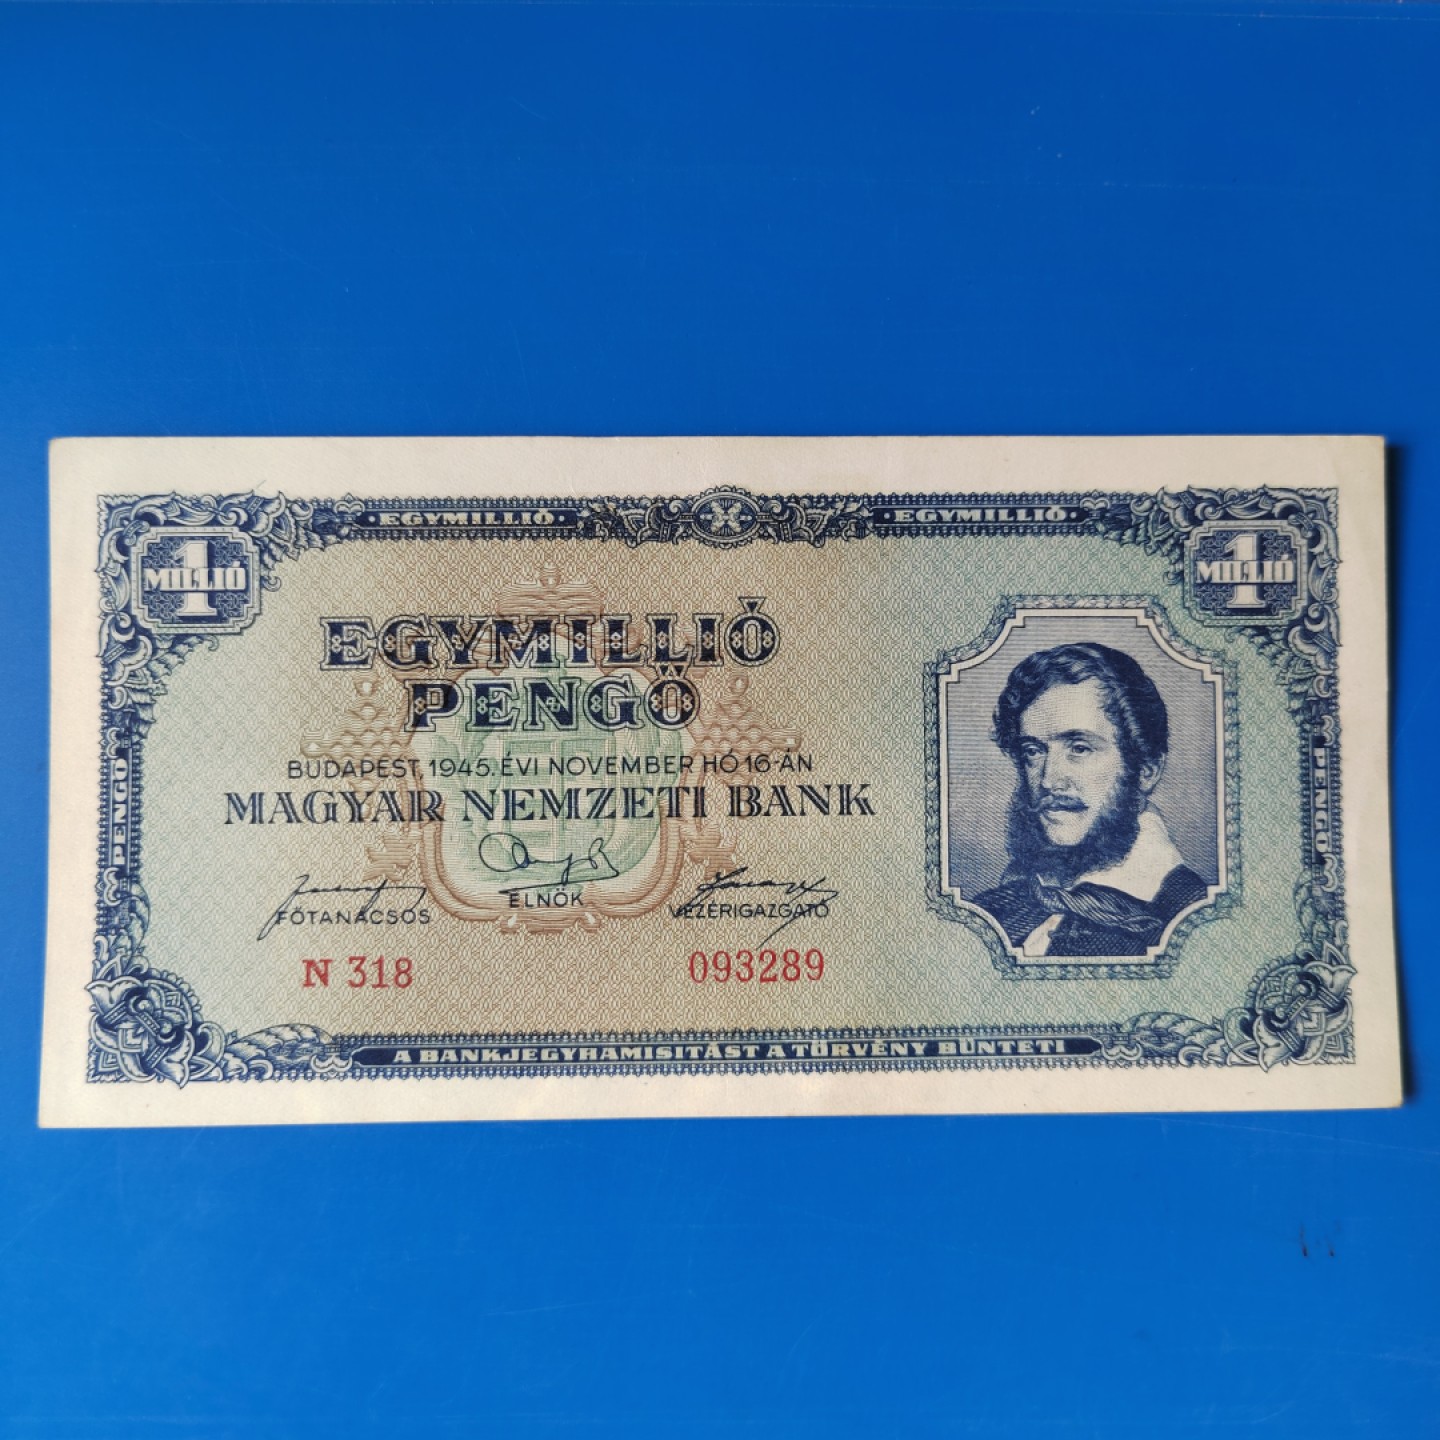 · EGYMILLIÓ ·
· EGYMILLIÓ ·
1
MILLIÓ
1
MILLIÓ
EGYMILLIÓ
PENGŐ
BUDAPEST, 1945. ÉVI NOVEMBER HÓ 16-ÁN
MAGYAR NEMZETI BANK
PENGŐ
PENGŐ
ELNÖK
FŐTANÁCSOS
VEZÉRIGAZGATÓ
N 318
093289
A BANKJEGYHAMISITÁST A TÖRVÉNY BÜNTETI